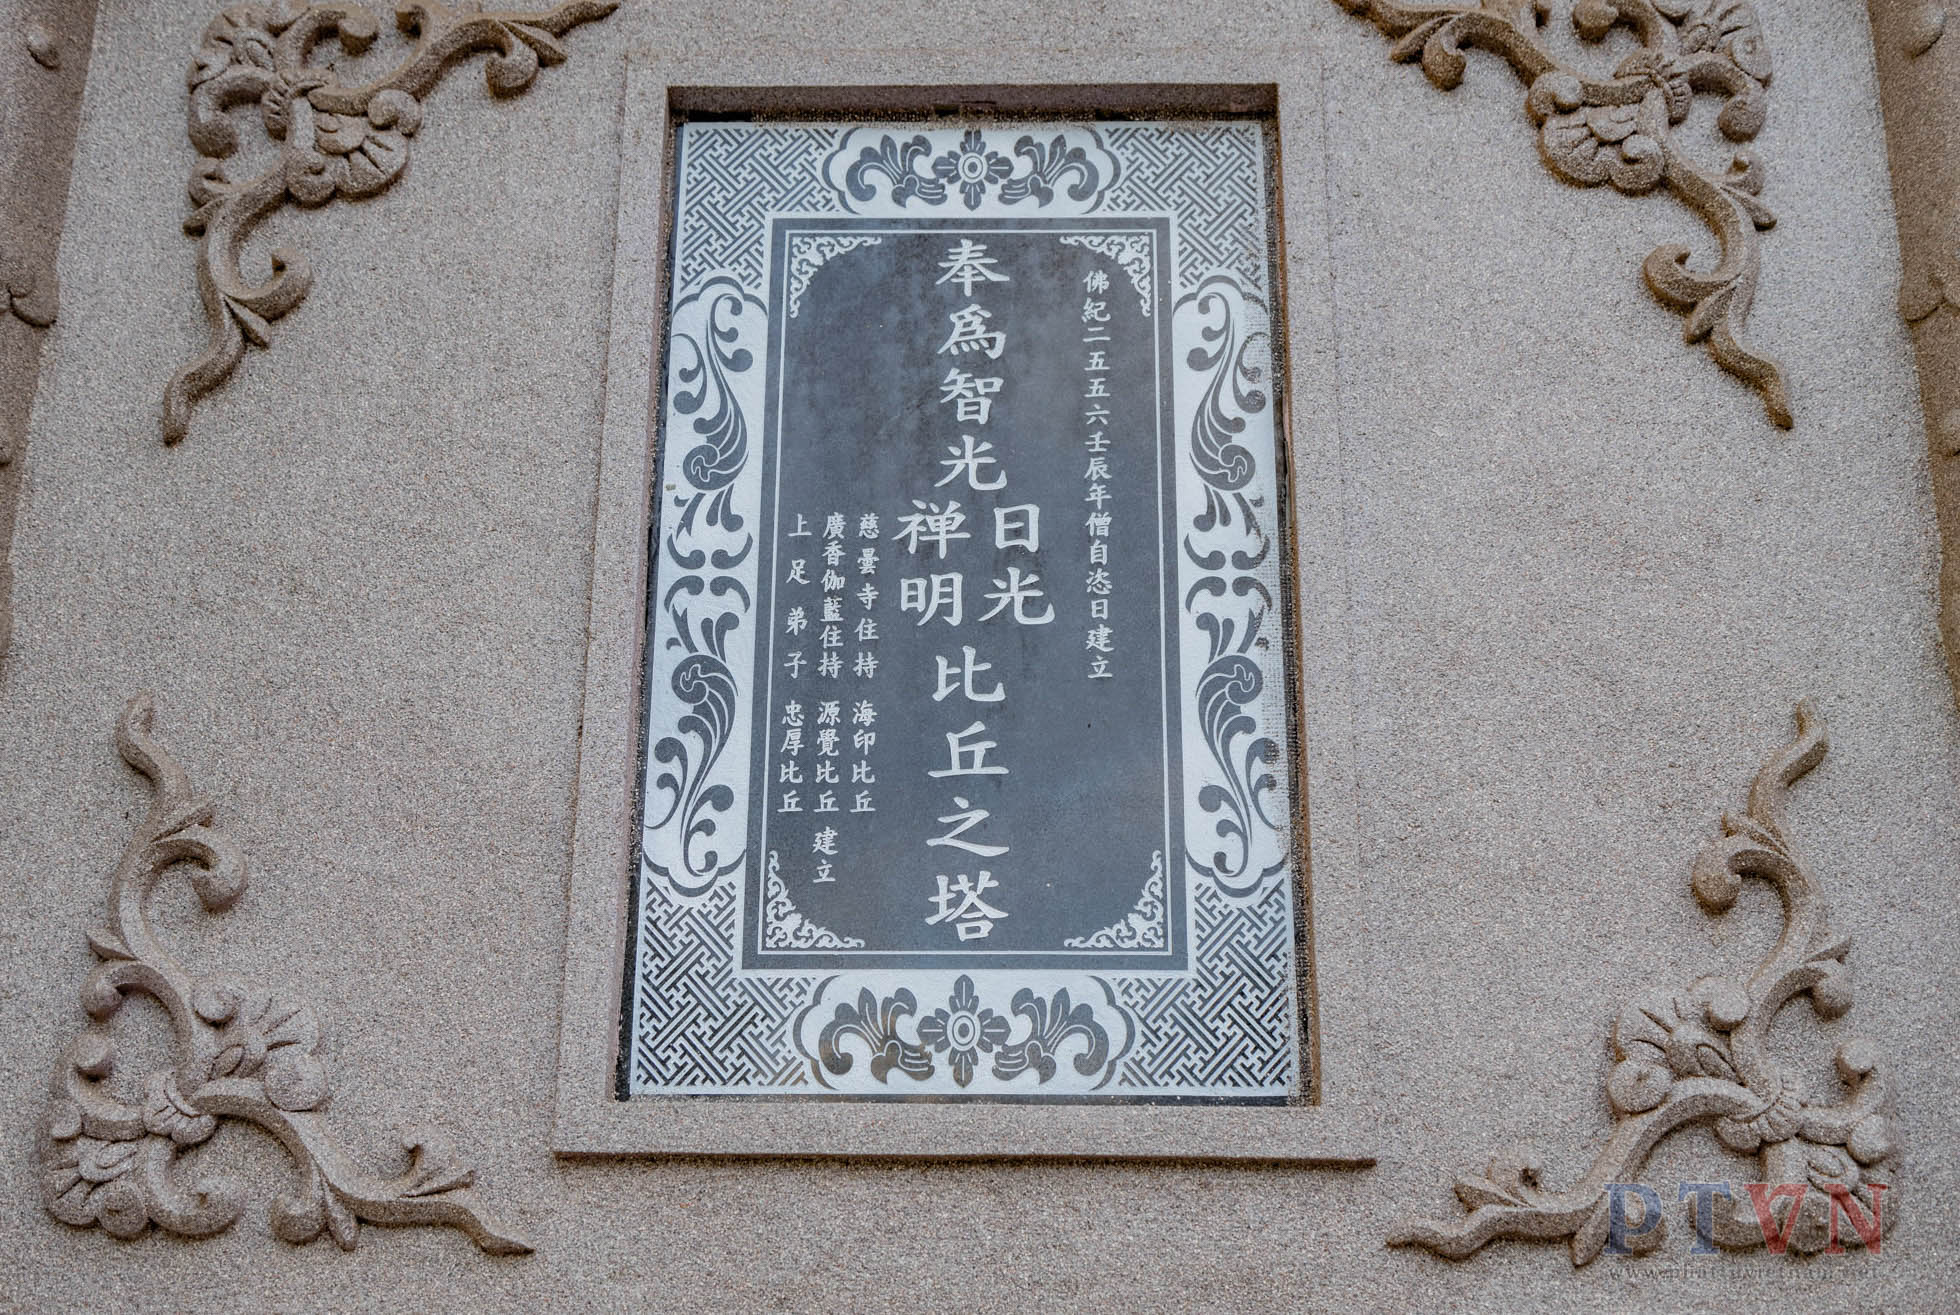 佛紀二五五六壬辰年僧自恣日建立
奉爲智光
日光
禅明
比丘之塔
慈曇寺住持 海印比丘
廣香伽藍住持 源覺比丘 建立
上足弟子 忠厚比丘
PTVN
www.phattuvietnam.net